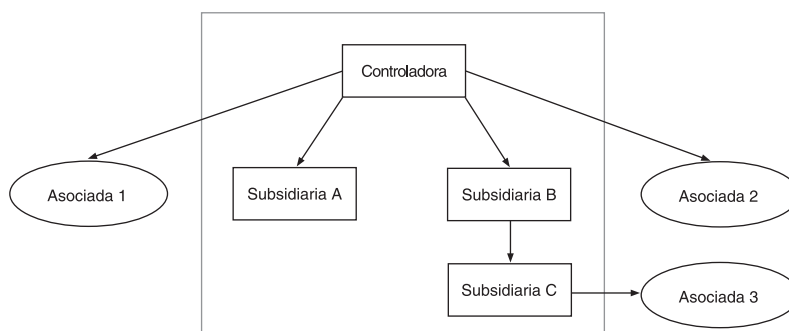 Controladora
Asociada 1
Subsidiaria A
Subsidiaria B
Asociada 2
Subsidiaria C
Asociada 3